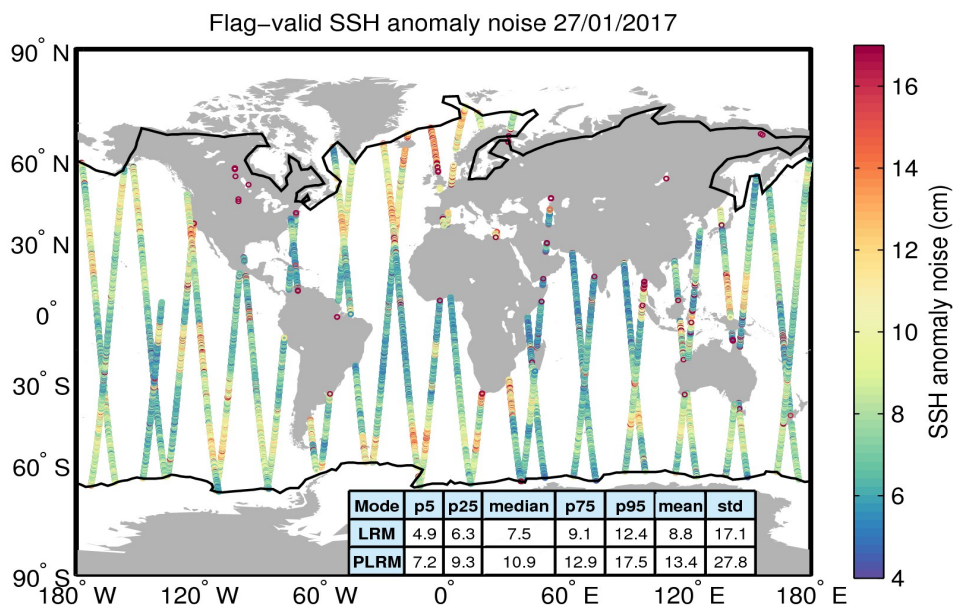 Flag−valid SSH anomaly noise 27/01/2017
90° N
60° N
30° N
0°
30° S
60° S
90° S
180° W
120° W
60° W
0°
60° E
120° E
180° E
16
14
12
10
8
6
4
SSH anomaly noise (cm)
Mode p5 p25 median p75 p95 mean std
LRM 4.9 6.3 7.5 9.1 12.4 8.8 17.1
PLRM 7.2 9.3 10.9 12.9 17.5 13.4 27.8